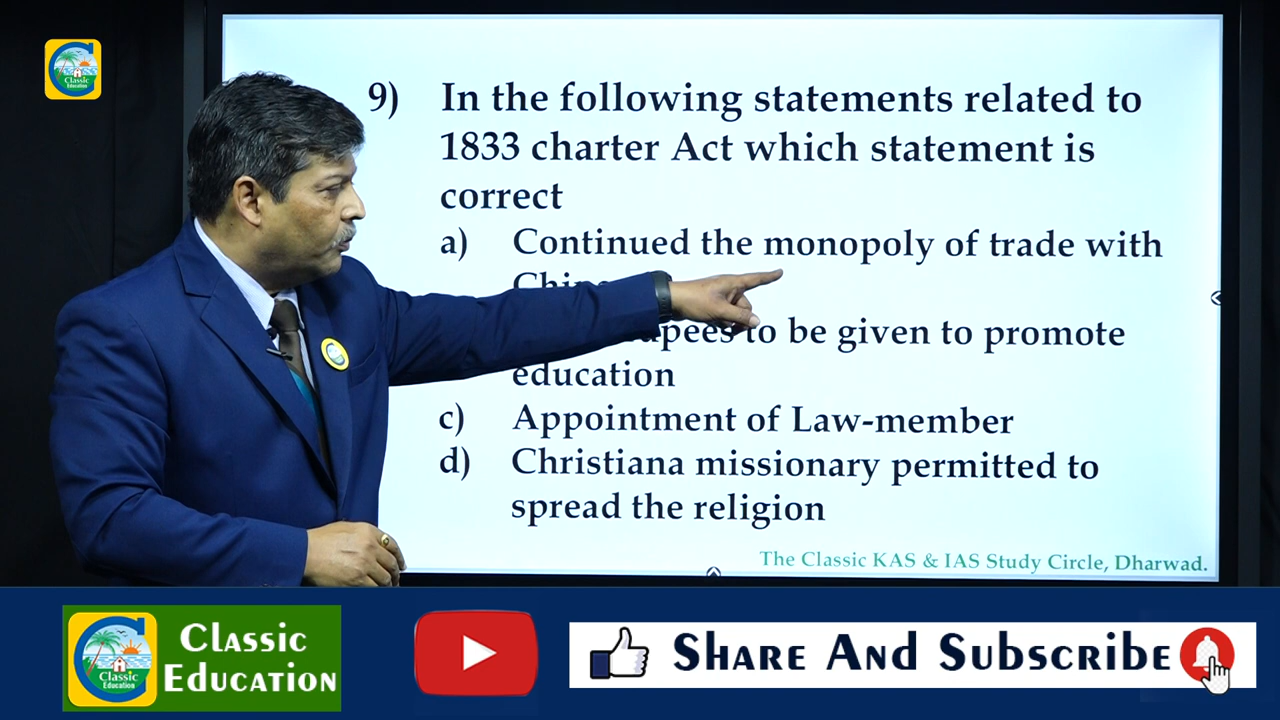 9) In the following statements related to
1833 charter Act which statement is
correct
a) Continued the monopoly of trade with
to be given to promote
education
c) Appointment of Law-member
d) Christiana missionary permitted to
spread the religion
The Classic KAS & IAS Study Circle, Dharwad.
Classic
Education
Classic
Education
Classic
Education
Share And Subscribe